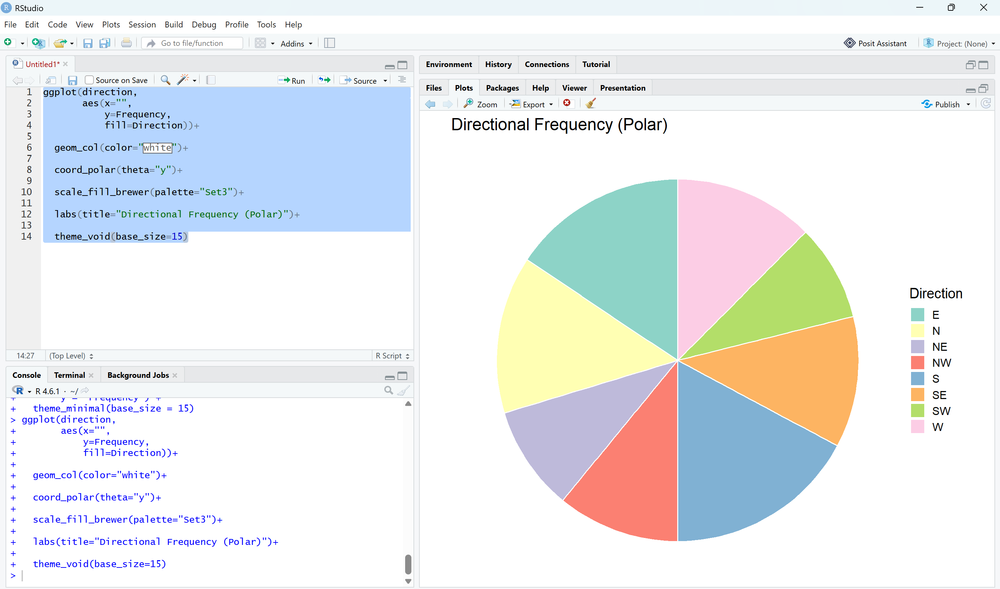 RStudio
File Edit Code View Plots Session Build Debug Profile Tools Help
Go to file/function Addins Posit Assistant Project: (None)
Untitled1*
Source on Save Run Source
1 ggplot(direction,
2 aes(x="",
3 y=Frequency,
4 fill=Direction))+
5
6 geom_col(color="white")+
7
8 coord_polar(theta="y")+
9
10 scale_fill_brewer(palette="Set3")+
11
12 labs(title="Directional Frequency (Polar)")+
13
14 theme_void(base_size=15)
14:27 (Top Level) R Script
Console Terminal Background Jobs
R 4.6.1 · ~/
+ theme_minimal(base_size = 15)
> ggplot(direction,
+ aes(x="",
+ y=Frequency,
+ fill=Direction))+
+
+ geom_col(color="white")+
+
+ coord_polar(theta="y")+
+
+ scale_fill_brewer(palette="Set3")+
+
+ labs(title="Directional Frequency (Polar)")+
+
+ theme_void(base_size=15)
>
Environment History Connections Tutorial
Files Plots Packages Help Viewer Presentation
Zoom Export Publish
Directional Frequency (Polar)
Direction
E
N
NE
NW
S
SE
SW
W